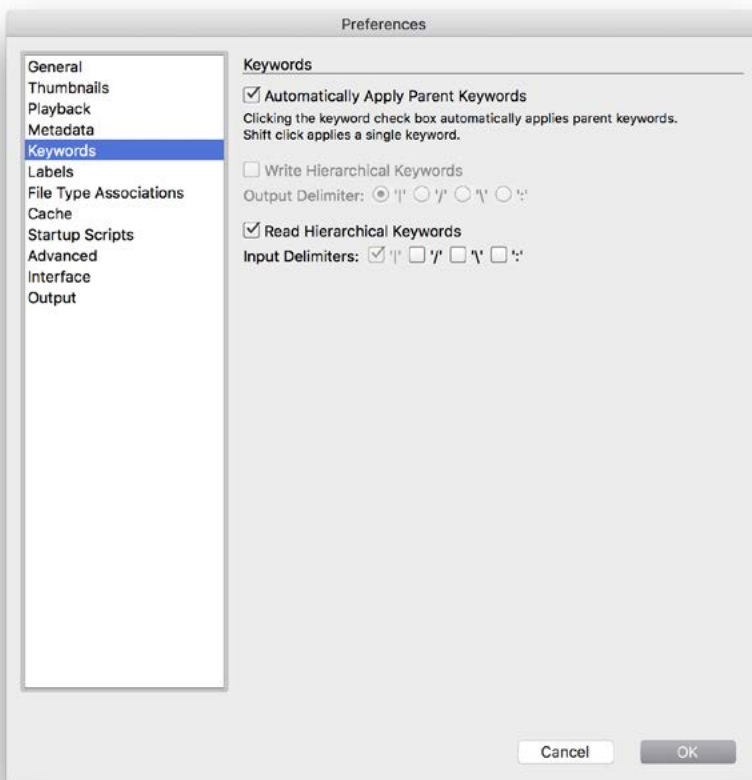 Preferences
General
Thumbnails
Playback
Metadata
Keywords
Labels
File Type Associations
Cache
Startup Scripts
Advanced
Interface
Output
Keywords
Automatically Apply Parent Keywords
Clicking the keyword check box automatically applies parent keywords.
Shift click applies a single keyword.
Write Hierarchical Keywords
Output Delimiter: '|' '/' '\' ':'
Read Hierarchical Keywords
Input Delimiters: '|' '/' '\' ':'
Cancel OK